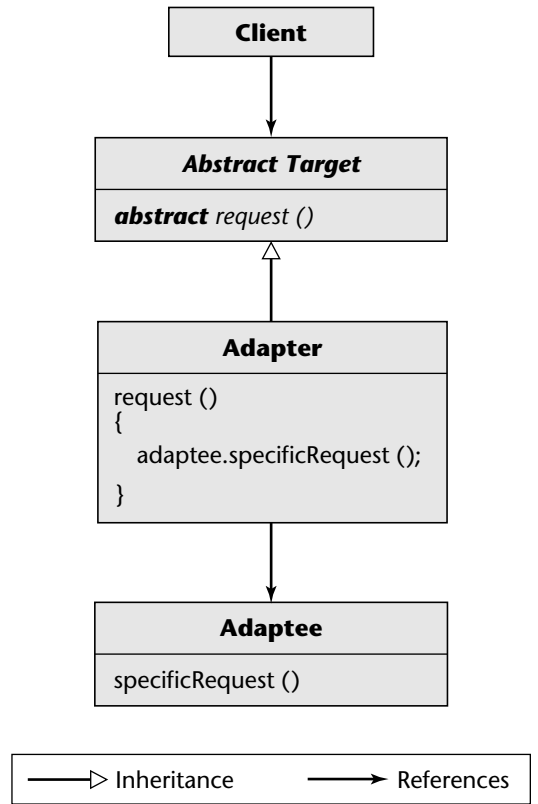 Client
Abstract Target
abstract request ()
Adapter
request ()
{
adaptee.specificRequest ();
}
Adaptee
specificRequest ()
Inheritance
References